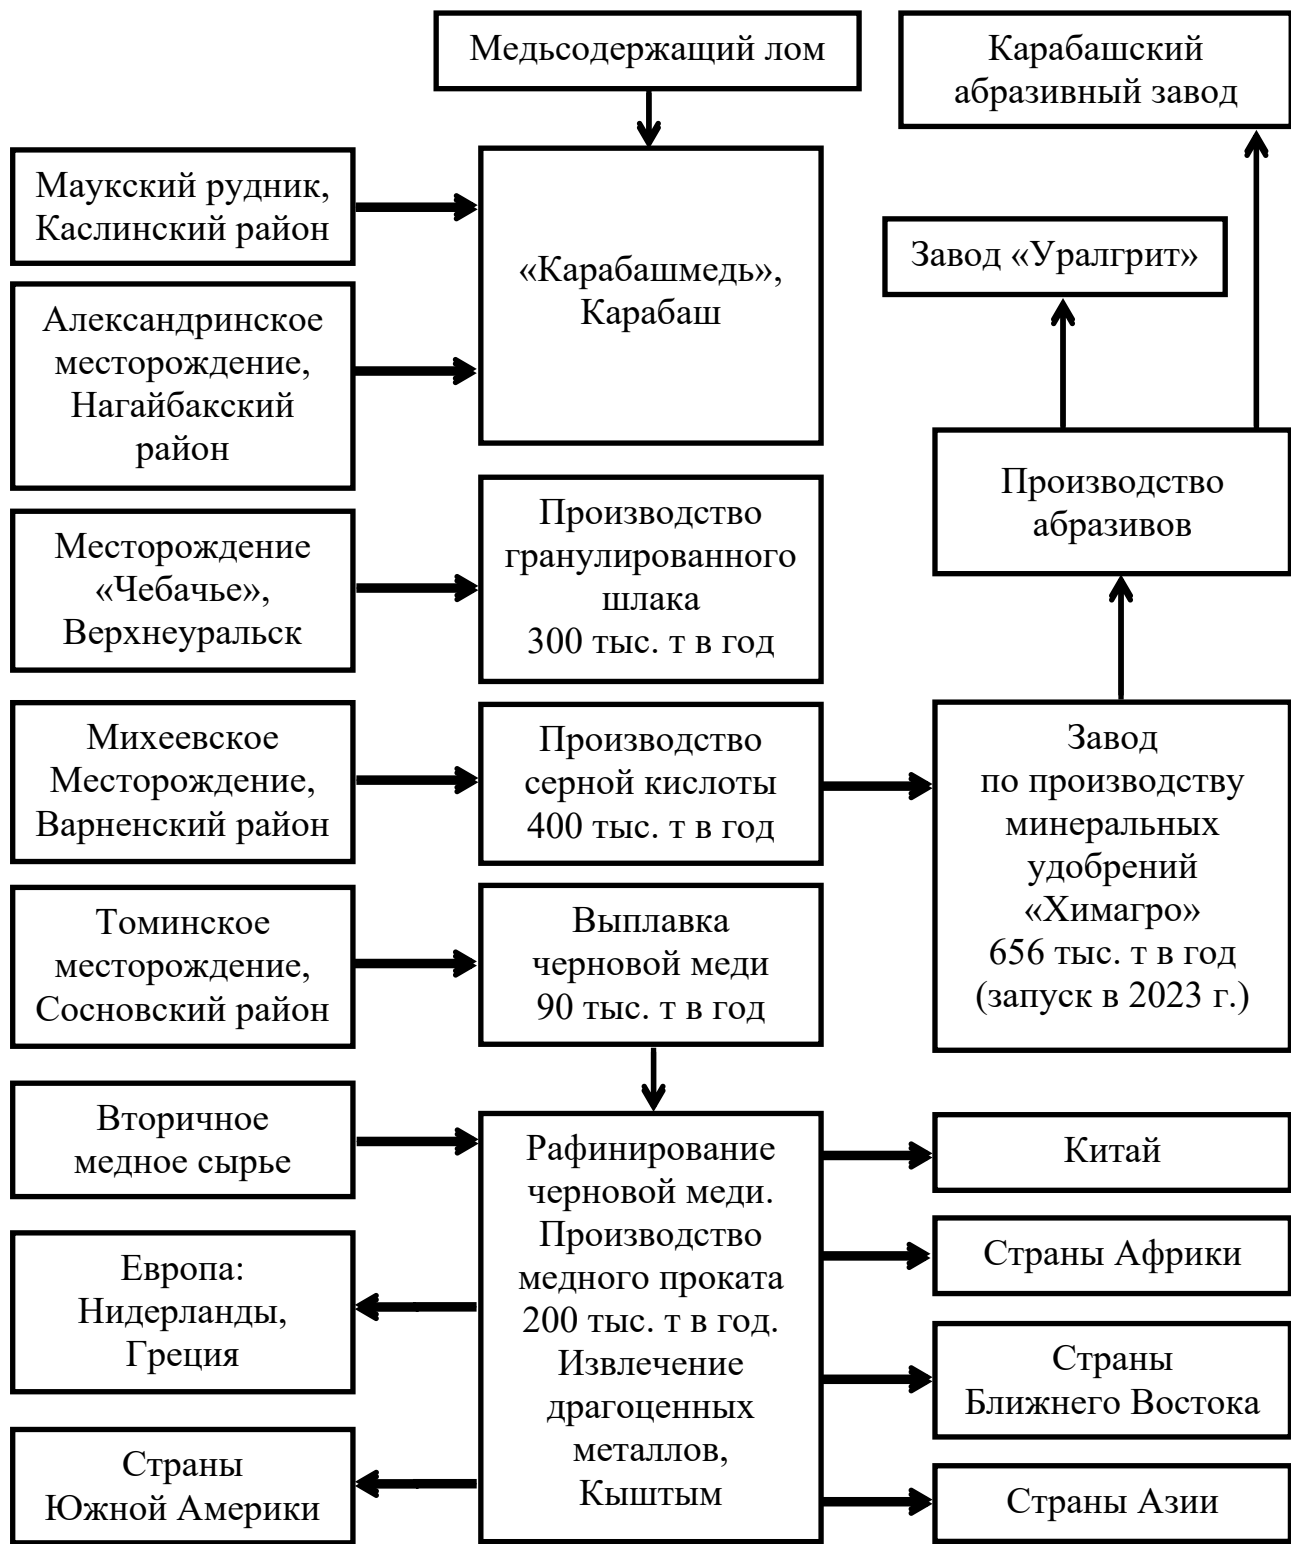 Медьсодержащий лом
Карабашский
абразивный завод
Маукский рудник,
Каслинский район
«Карабашмедь»,
Карабаш
Завод «Уралгрит»
Александринское
месторождение,
Нагайбакский
район
Производство
абразивов
Месторождение
«Чебачье»,
Верхнеуральск
Производство
гранулированного
шлака
300 тыс. т в год
Михеевское
Месторождение,
Варненский район
Производство
серной кислоты
400 тыс. т в год
Завод
по производству
минеральных
удобрений
«Химагро»
656 тыс. т в год
(запуск в 2023 г.)
Томинское
месторождение,
Сосновский район
Выплавка
черновой меди
90 тыс. т в год
Вторичное
медное сырье
Рафинирование
черновой меди.
Производство
медного проката
200 тыс. т в год.
Извлечение
драгоценных
металлов,
Кыштым
Китай
Страны Африки
Европа:
Нидерланды,
Греция
Страны
Ближнего Востока
Страны
Южной Америки
Страны Азии